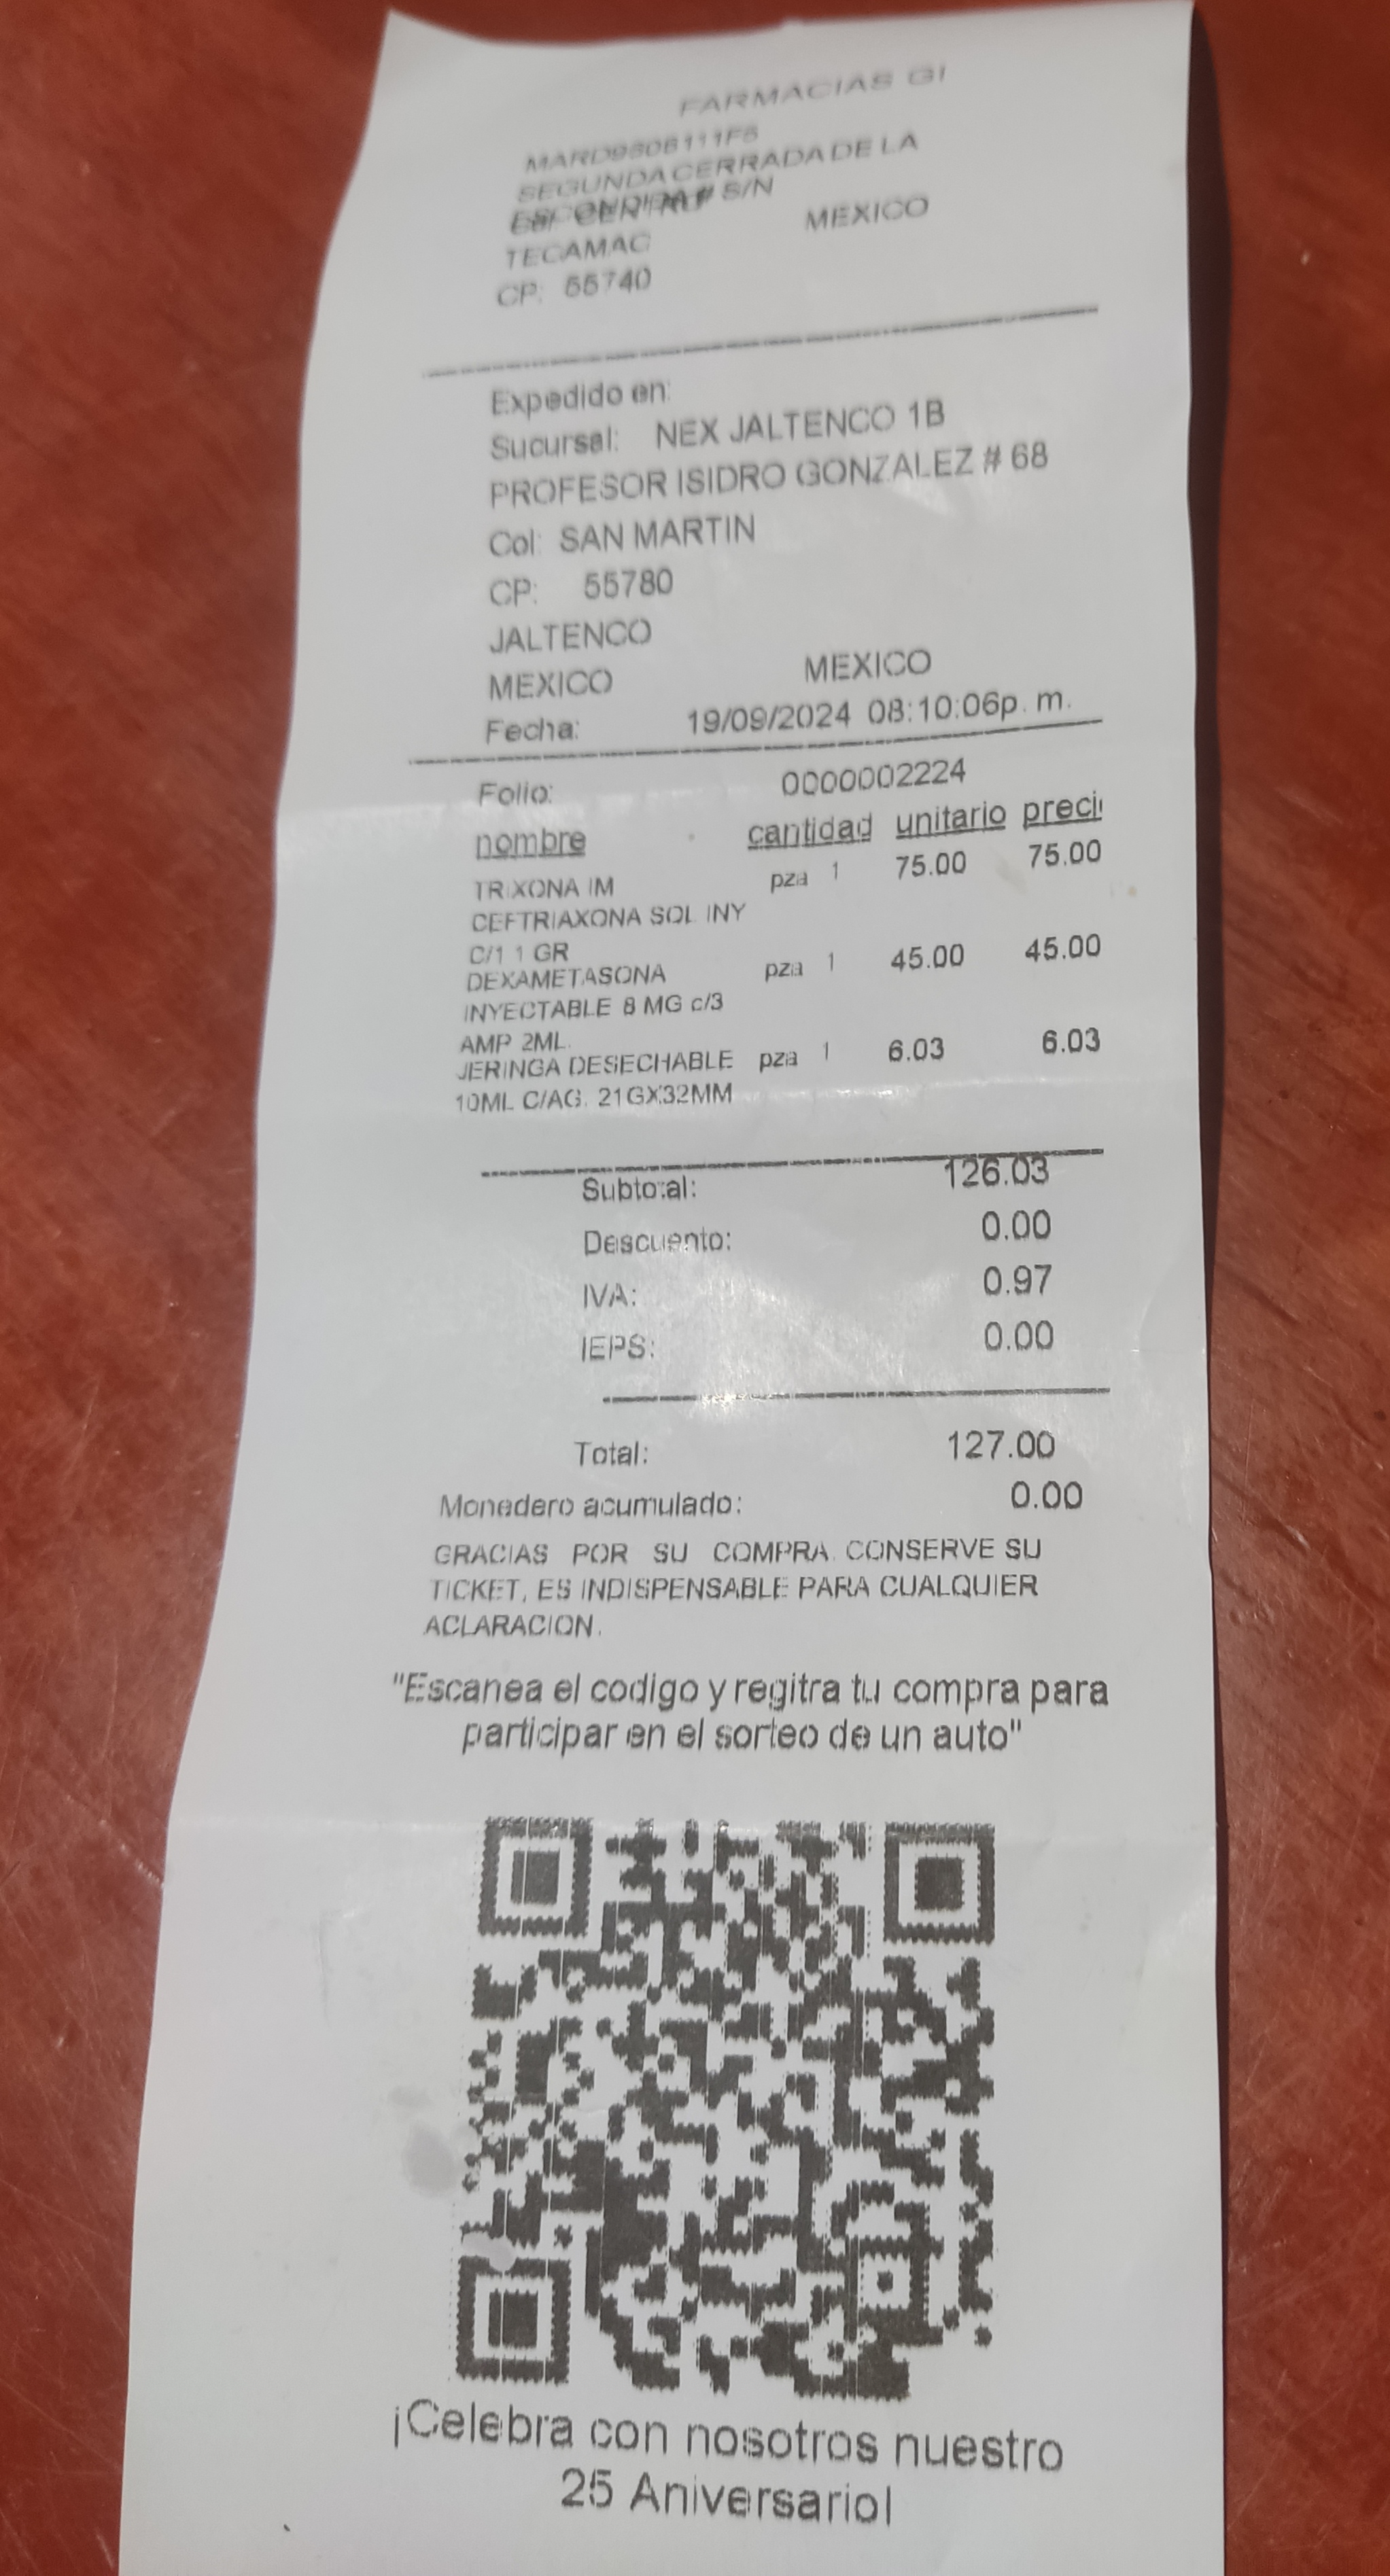 FARMACIAS GI
MARD9806111F6
SEGUNDA CERRADA DE LA
ESCONDIDA # S/N
Col: CENTRO
TECAMAC MEXICO
CP: 55740
Expedido en:
Sucursal: NEX JALTENCO 1B
PROFESOR ISIDRO GONZALEZ # 68
Col: SAN MARTIN
CP: 55780
JALTENCO
MEXICO MEXICO
Fecha: 19/09/2024 08:10:06p. m.
Folio: 0000002224
nombre cantidad unitario preci
TRIXONA IM pza 1 75.00 75.00
CEFTRIAXONA SOL INY
C/1 1 GR
DEXAMETASONA pza 1 45.00 45.00
INYECTABLE 8 MG c/3
AMP 2ML.
JERINGA DESECHABLE pza 1 6.03 6.03
10ML C/AG. 21GX32MM
Subtotal: 126.03
Descuento: 0.00
IVA: 0.97
IEPS: 0.00
Total: 127.00
Monedero acumulado: 0.00
GRACIAS POR SU COMPRA. CONSERVE SU
TICKET, ES INDISPENSABLE PARA CUALQUIER
ACLARACION.
"Escanea el codigo y regitra tu compra para
participar en el sorteo de un auto"
¡Celebra con nosotros nuestro
25 Aniversario!